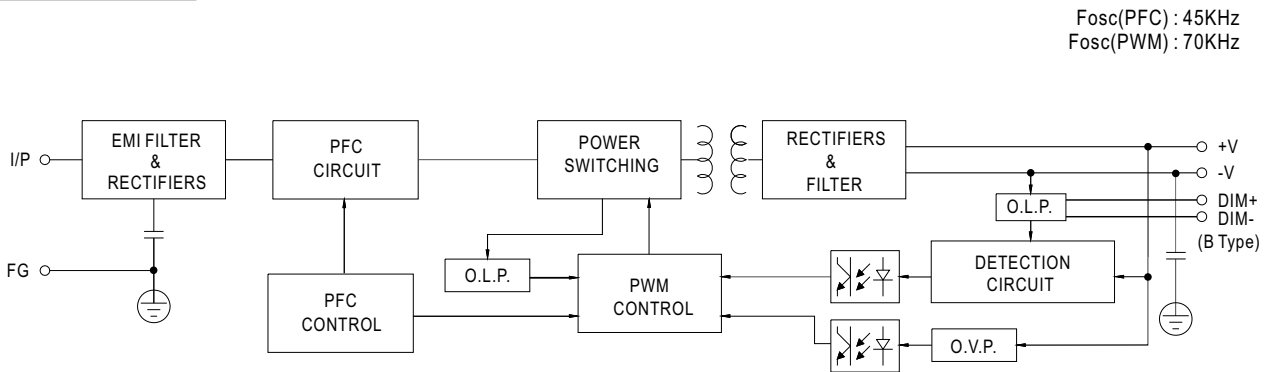 Fosc(PFC) : 45KHz
Fosc(PWM) : 70KHz
I/P
EMI FILTER
&
RECTIFIERS
PFC
CIRCUIT
POWER
SWITCHING
RECTIFIERS
&
FILTER
+V
-V
DIM+
DIM-
(B Type)
O.L.P.
FG
O.L.P.
PFC
CONTROL
PWM
CONTROL
DETECTION
CIRCUIT
O.V.P.